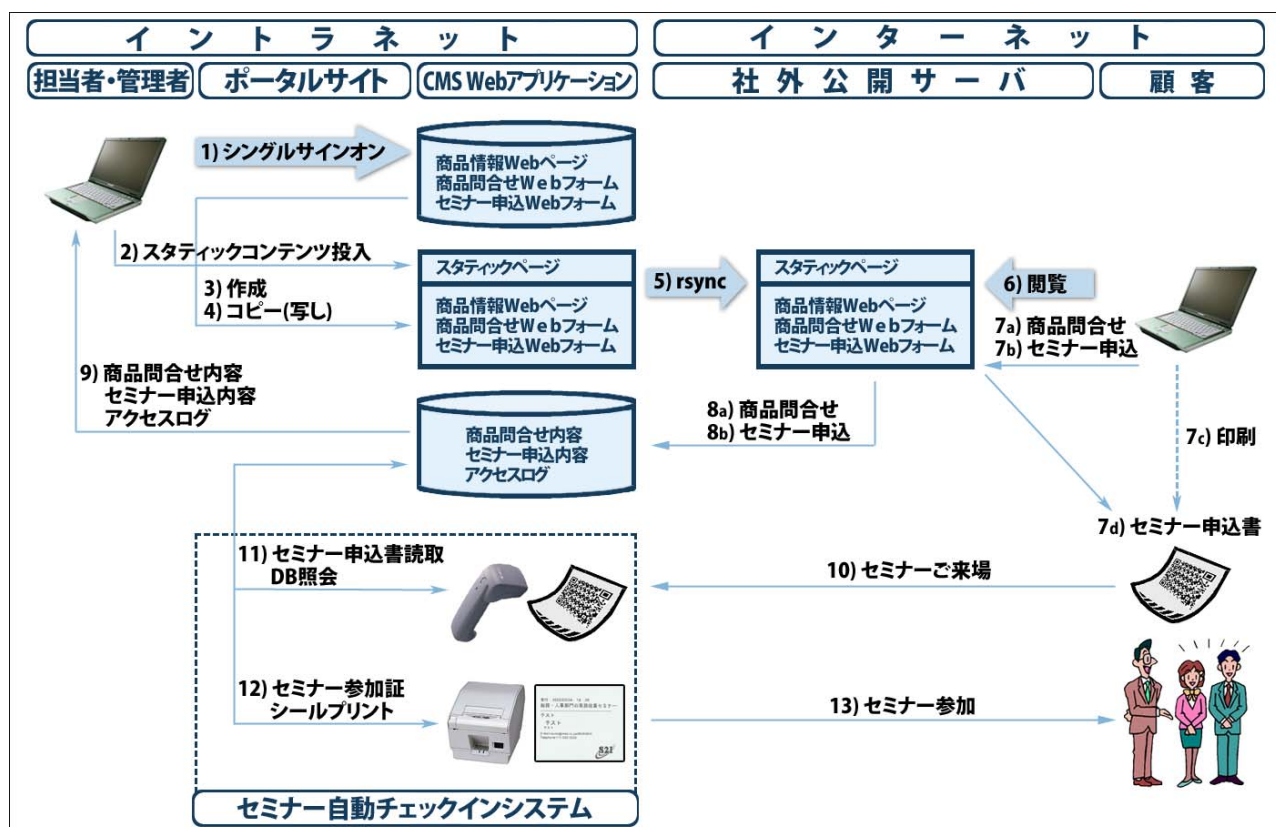 イントラネット
インターネット
担当者・管理者
ポータルサイト
CMS Webアプリケーション
社外公開サーバ
顧客
1) シングルサインオン
商品情報Webページ
商品問合せWebフォーム
セミナー申込Webフォーム
2) スタティックコンテンツ投入
3) 作成
4) コピー(写し)
スタティックページ
商品情報Webページ
商品問合せWebフォーム
セミナー申込Webフォーム
5) rsync
スタティックページ
商品情報Webページ
商品問合せWebフォーム
セミナー申込Webフォーム
6) 閲覧
7a) 商品問合せ
7b) セミナー申込
9) 商品問合せ内容
セミナー申込内容
アクセスログ
商品問合せ内容
セミナー申込内容
アクセスログ
8a) 商品問合せ
8b) セミナー申込
7c) 印刷
7d) セミナー申込書
11) セミナー申込書読取
DB照会
10) セミナーご来場
12) セミナー参加証
シールプリント
テスト
テスト
S2I
13) セミナー参加
セミナー自動チェックインシステム